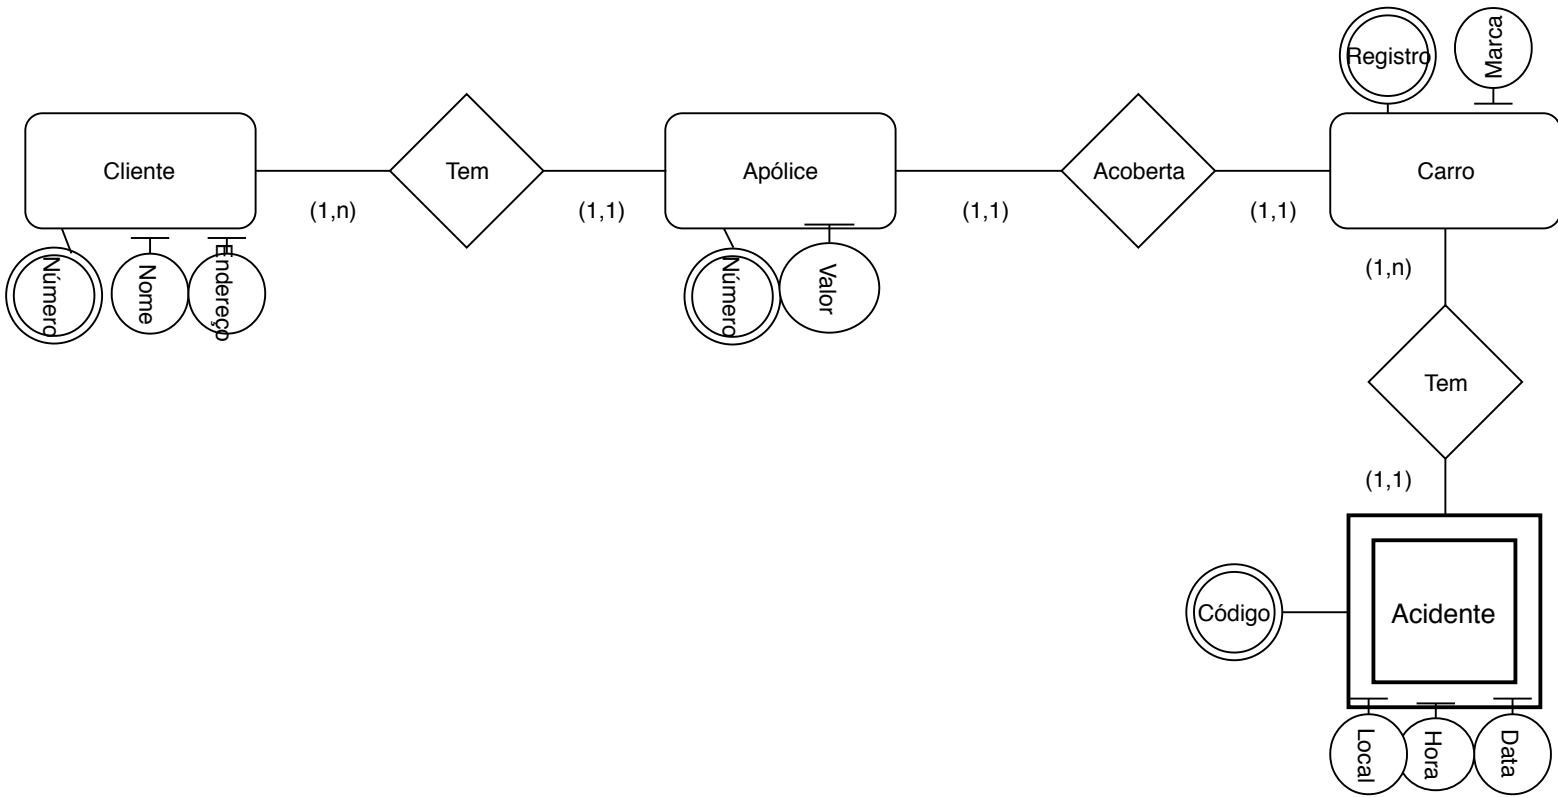 Registro
Marca
Cliente
Tem
Apólice
Acoberta
Carro
(1,n)
(1,1)
(1,1)
(1,1)
Número
Nome
Endereço
Número
Valor
(1,n)
Tem
(1,1)
Código
Acidente
Local
Hora
Data